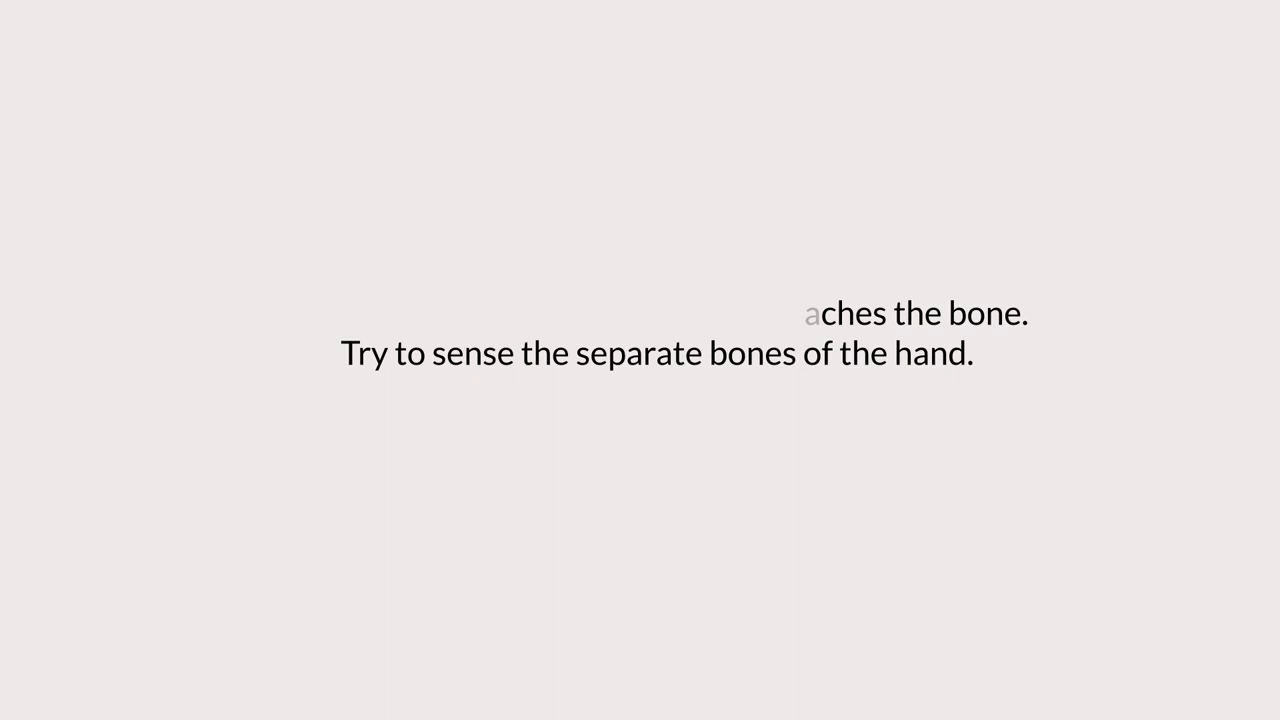 aches the bone.
Try to sense the separate bones of the hand.